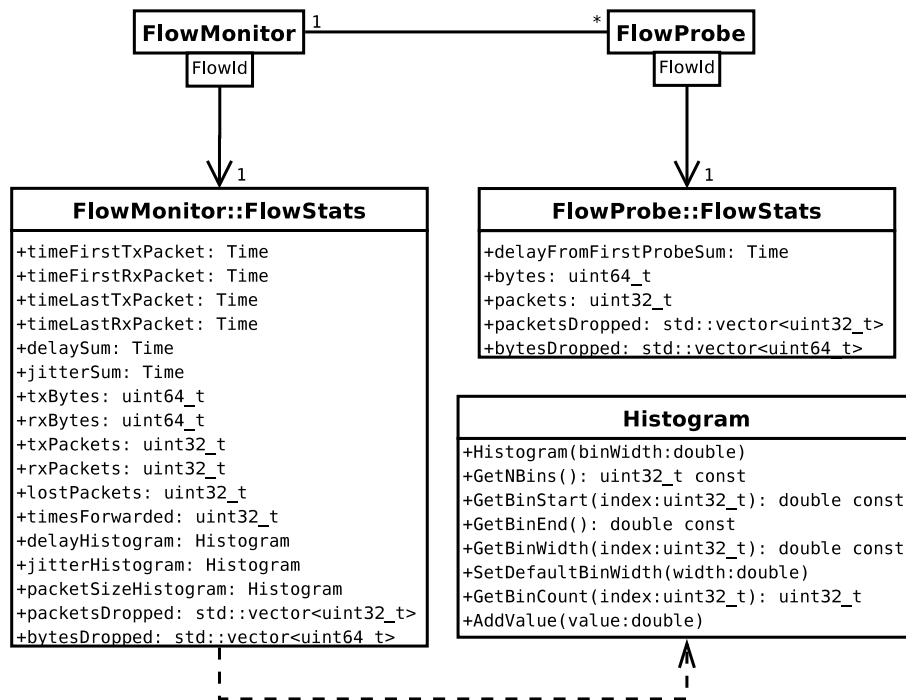 FlowMonitor
1
*
FlowProbe
FlowId
FlowId
1
1
FlowMonitor::FlowStats
+timeFirstTxPacket: Time
+timeFirstRxPacket: Time
+timeLastTxPacket: Time
+timeLastRxPacket: Time
+delaySum: Time
+jitterSum: Time
+txBytes: uint64_t
+rxBytes: uint64_t
+txPackets: uint32_t
+rxPackets: uint32_t
+lostPackets: uint32_t
+timesForwarded: uint32_t
+delayHistogram: Histogram
+jitterHistogram: Histogram
+packetSizeHistogram: Histogram
+packetsDropped: std::vector<uint32_t>
+bytesDropped: std::vector<uint64_t>
FlowProbe::FlowStats
+delayFromFirstProbeSum: Time
+bytes: uint64_t
+packets: uint32_t
+packetsDropped: std::vector<uint32_t>
+bytesDropped: std::vector<uint64_t>
Histogram
+Histogram(binWidth:double)
+GetNBins(): uint32_t const
+GetBinStart(index:uint32_t): double const
+GetBinEnd(): double const
+GetBinWidth(index:uint32_t): double const
+SetDefaultBinWidth(width:double)
+GetBinCount(index:uint32_t): uint32_t
+AddValue(value:double)